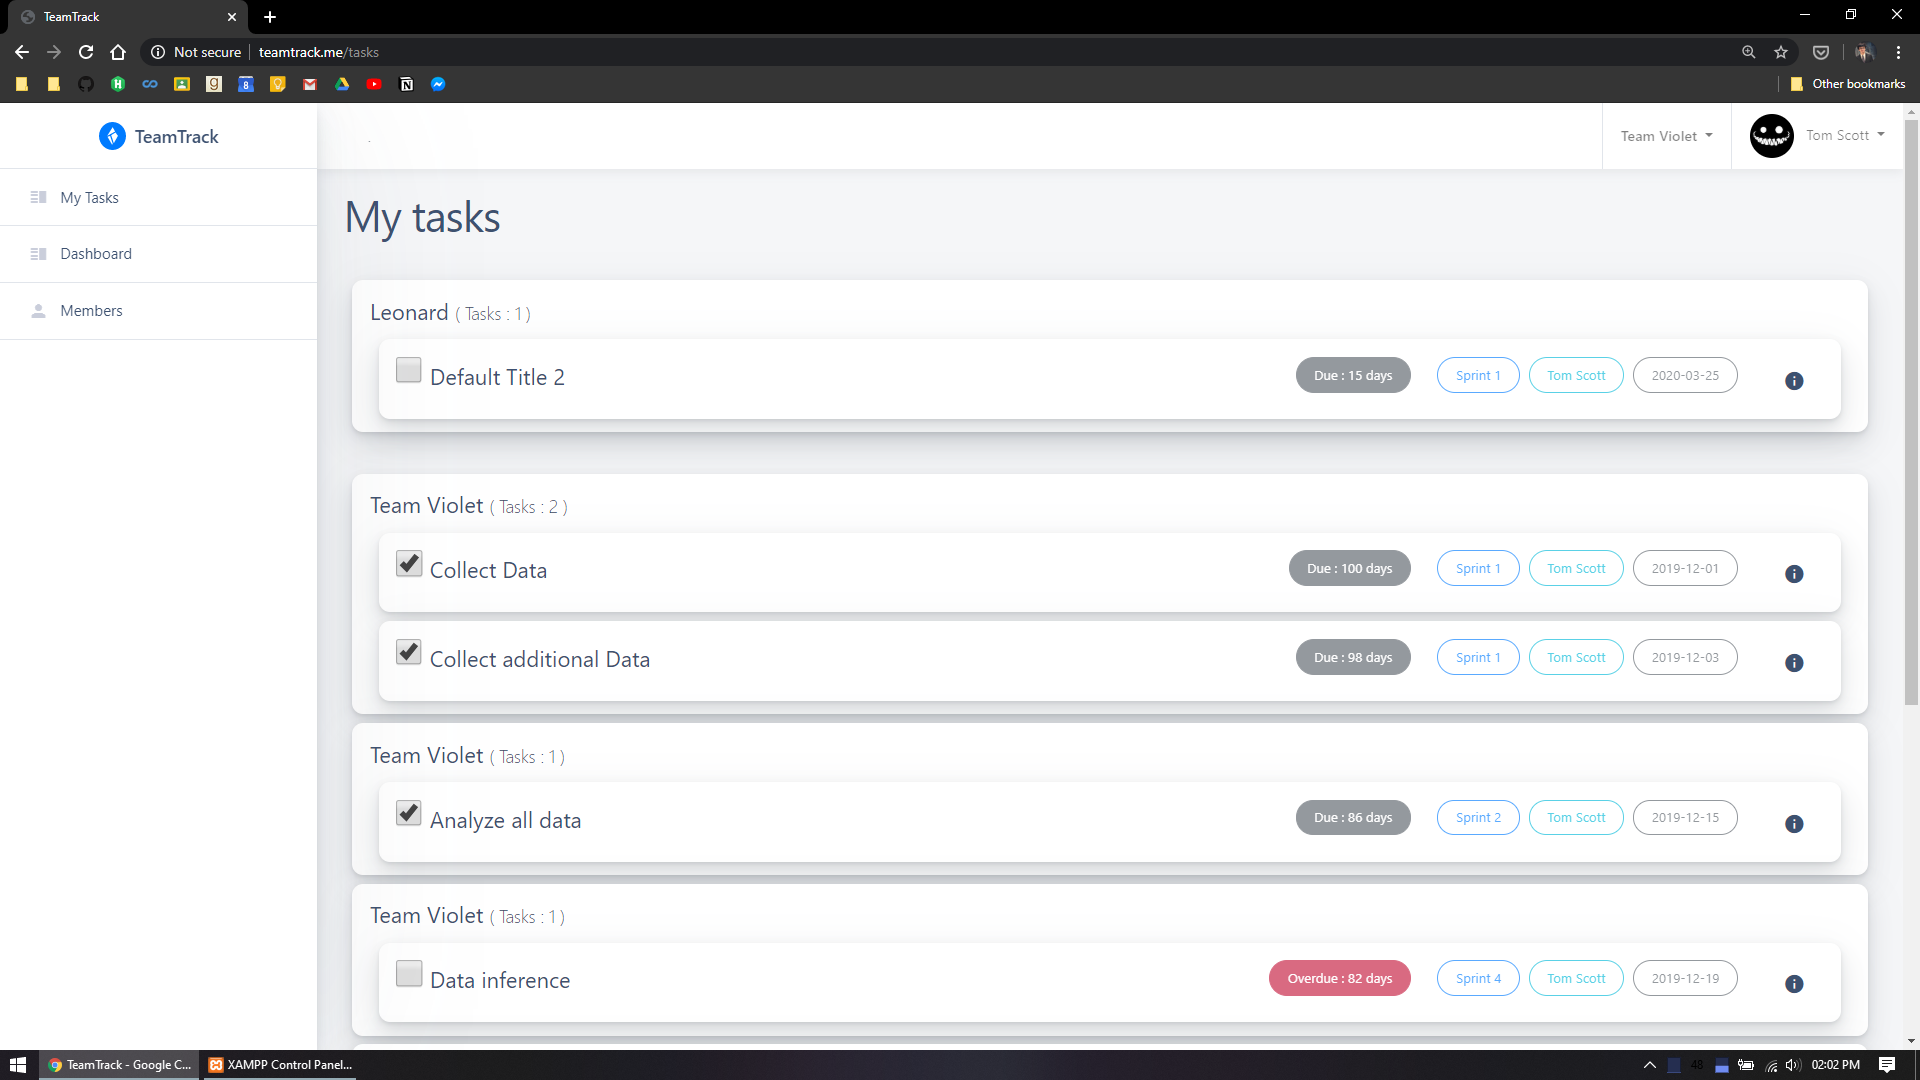 TeamTrack
Not secure
teamtrack.me/tasks
Other bookmarks
TeamTrack
Team Violet
Tom Scott
My Tasks
Dashboard
Members
My tasks
Leonard ( Tasks : 1 )
Default Title 2
Due : 15 days
Sprint 1
Tom Scott
2020-03-25
Team Violet ( Tasks : 2 )
Collect Data
Due : 100 days
Sprint 1
Tom Scott
2019-12-01
Collect additional Data
Due : 98 days
Sprint 1
Tom Scott
2019-12-03
Team Violet ( Tasks : 1 )
Analyze all data
Due : 86 days
Sprint 2
Tom Scott
2019-12-15
Team Violet ( Tasks : 1 )
Data inference
Overdue : 82 days
Sprint 4
Tom Scott
2019-12-19
TeamTrack - Google C...
XAMPP Control Panel...
48
02:02 PM